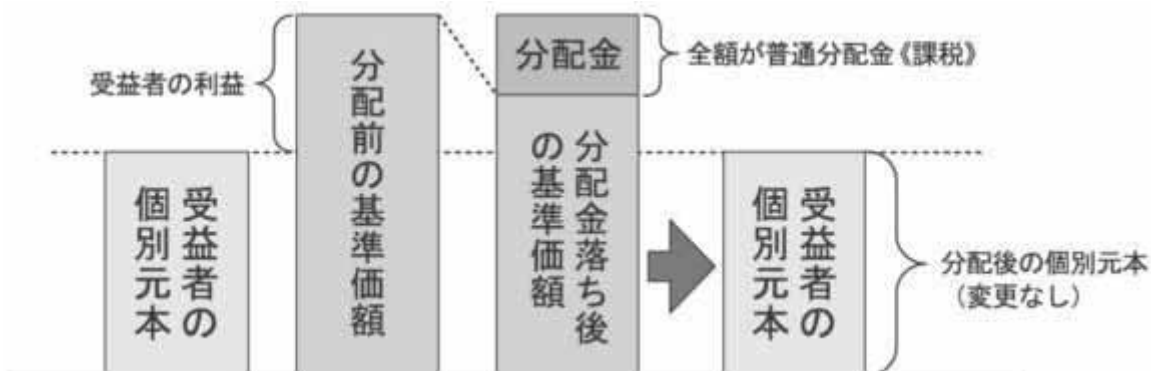 受益者の利益
受益者の
個別元本
分配前の基準価額
分配金
全額が普通分配金《課税》
分配金落ち後
の基準価額
受益者の
個別元本
分配後の個別元本
（変更なし）